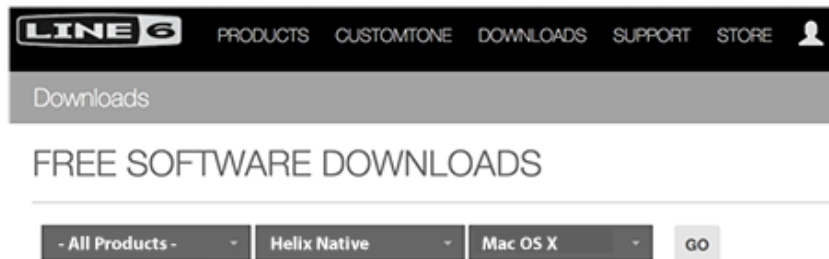 LINE 6 PRODUCTS CUSTOMTONE DOWNLOADS SUPPORT STORE
Downloads
FREE SOFTWARE DOWNLOADS
- All Products - Helix Native Mac OS X GO